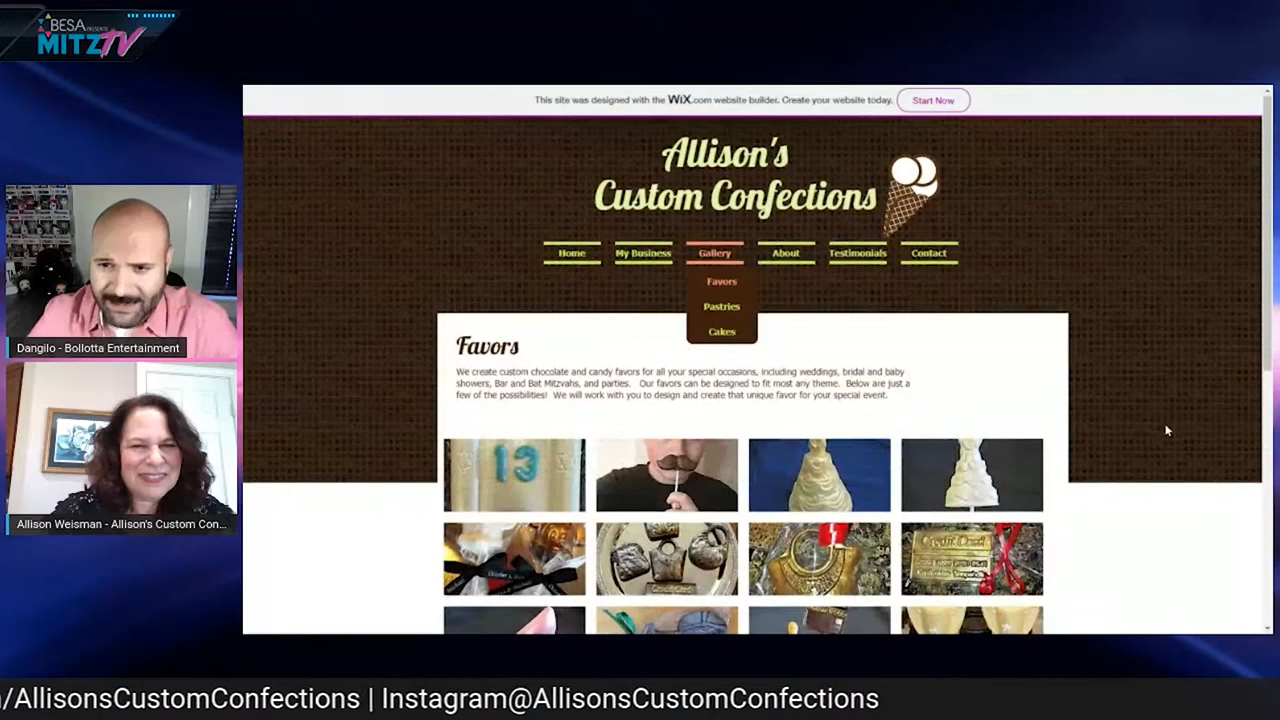 BESA PRESENTS
MITZTV
This site was designed with the WiX.com website builder. Create your website today.
Start Now
Allison's
Custom Confections
Home
My Business
Gallery
About
Testimonials
Contact
Favors
Pastries
Cakes
Favors
We create custom chocolate and candy favors for all your special occasions, including weddings, bridal and baby
showers, Bar and Bat Mitzvahs, and parties. Our favors can be designed to fit most any theme. Below are just a
few of the possibilities! We will work with you to design and create that unique favor for your special event.
13
Credit Card
Dangilo - Bollotta Entertainment
Allison Weisman - Allison's Custom Con...
/AllisonsCustomConfections | Instagram@AllisonsCustomConfections